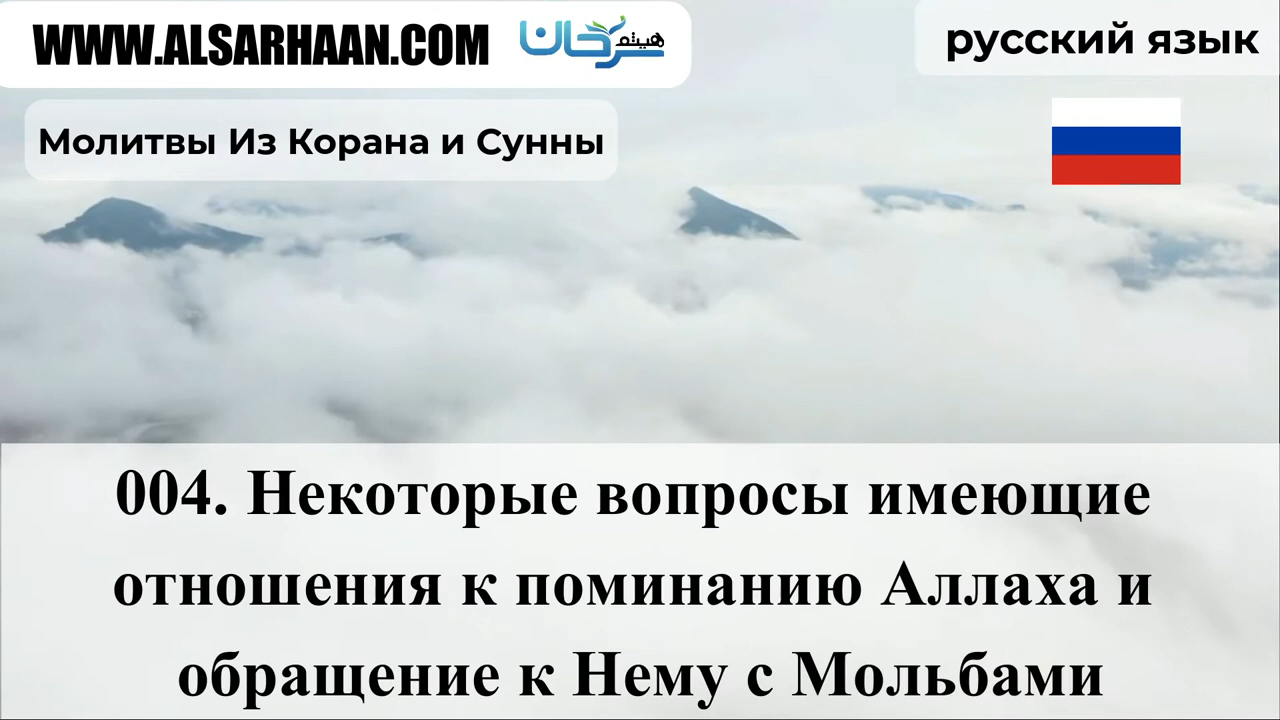 WWW.ALSARHAAN.COM
هيثم سرحان
русский язык
Молитвы Из Корана и Сунны
004. Некоторые вопросы имеющие
отношения к поминанию Аллаха и
обращение к Нему с Мольбами